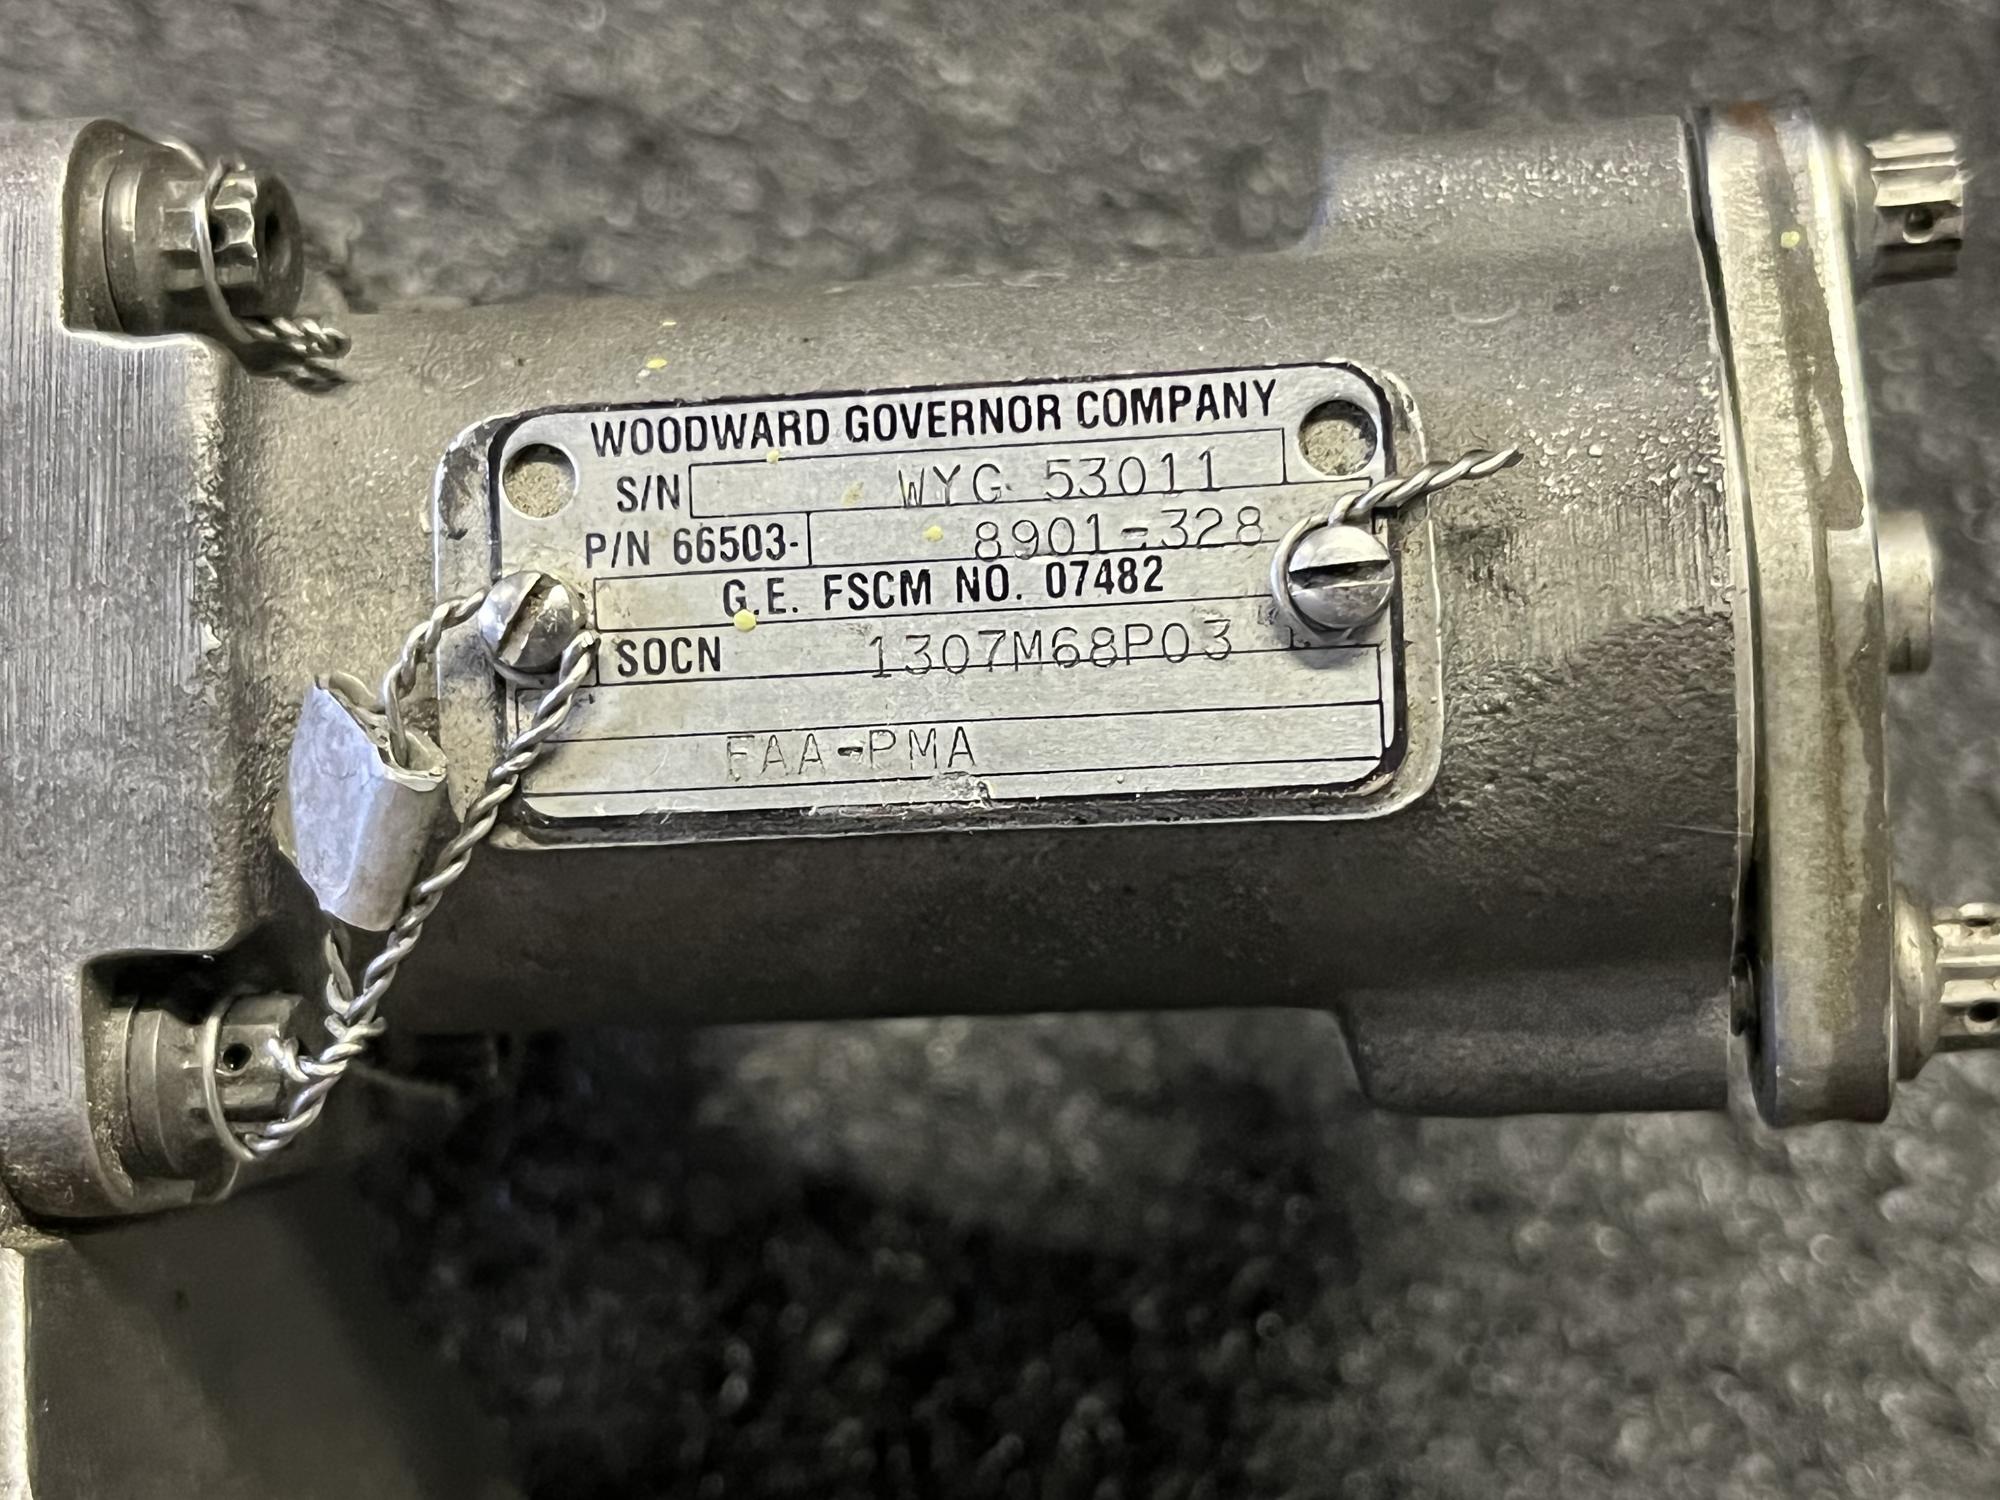 WOODWARD GOVERNOR COMPANY
S/N WYG 53011
P/N 66503- 8901-328
G.E. FSCM NO. 07482
SOCN 1307M68P03
FAA-PMA